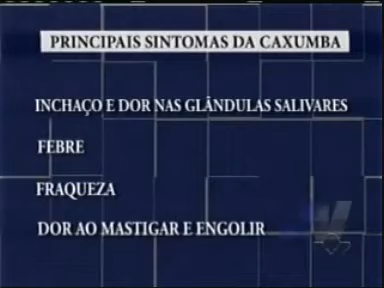 PRINCIPAIS SINTOMAS DA CAXUMBA
INCHAÇO E DOR NAS GLÂNDULAS SALIVARES
FEBRE
FRAQUEZA
DOR AO MASTIGAR E ENGOLIR